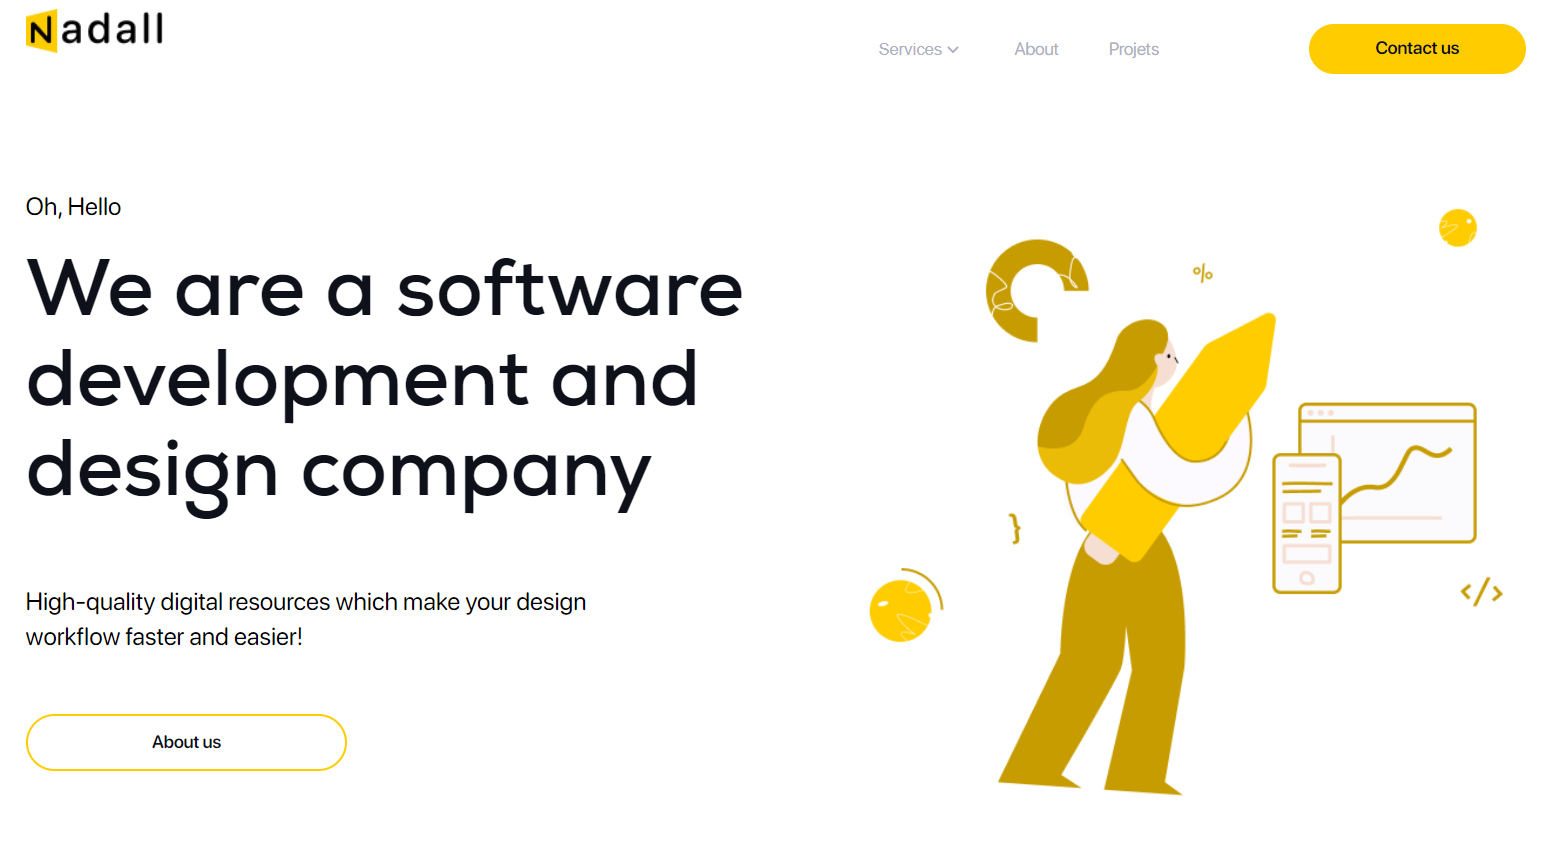 Nadall
Services
About
Projets
Contact us
Oh, Hello
We are a software
development and
design company
%
}
</>
High-quality digital resources which make your design
workflow faster and easier!
About us